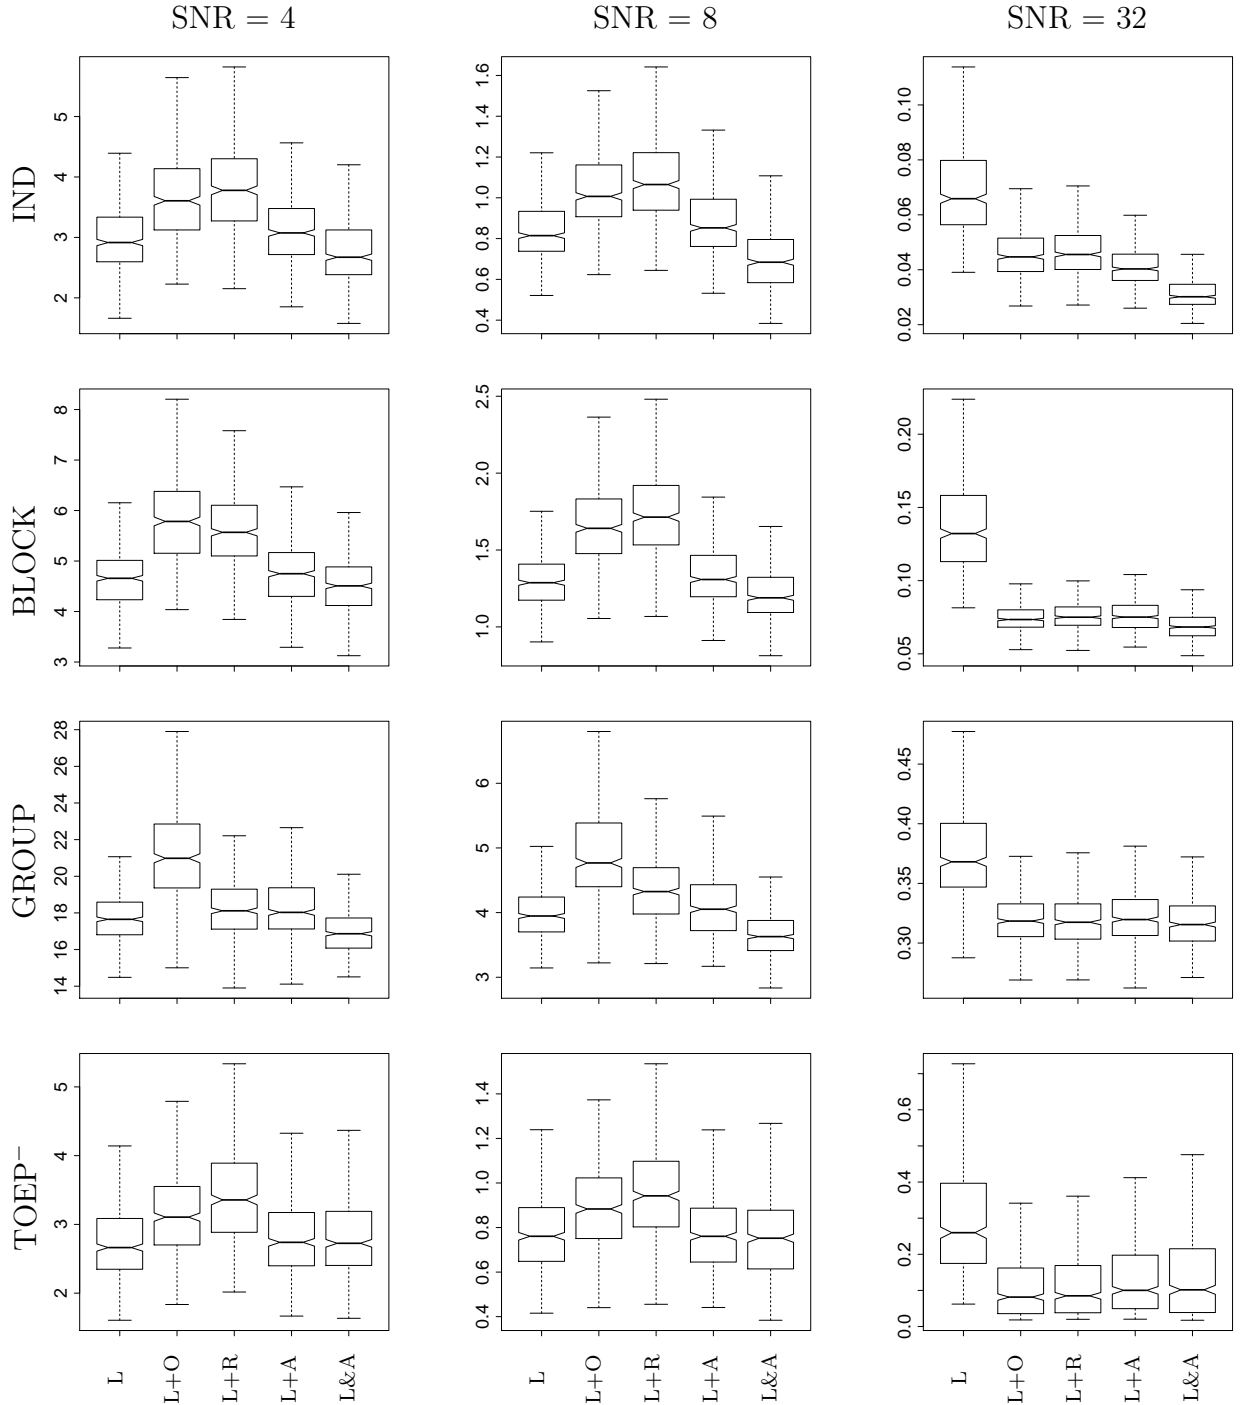 SNR = 4 SNR = 8 SNR = 32
IND
2 3 4 5
0.4 0.6 0.8 1.0 1.2 1.4 1.6
0.02 0.04 0.06 0.08 0.10
BLOCK
3 4 5 6 7 8
1.0 1.5 2.0 2.5
0.05 0.10 0.15 0.20
GROUP
14 16 18 20 22 24 26 28
3 4 5 6
0.30 0.35 0.40 0.45
TOEP−
2 3 4 5
0.4 0.6 0.8 1.0 1.2 1.4
0.0 0.2 0.4 0.6
L L+O L+R L+A L&A
L L+O L+R L+A L&A
L L+O L+R L+A L&A